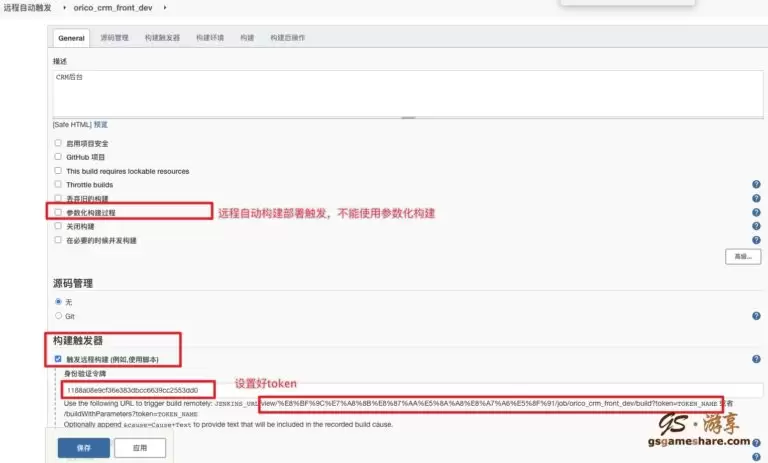 远程自动触发 › orico_crm_front_dev ›
General 源码管理 构建触发器 构建环境 构建 构建后操作
描述
CRM后台
[Safe HTML] 预览
启用项目安全
GitHub 项目
This build requires lockable resources
Throttle builds
丢弃旧的构建
参数化构建过程
远程自动构建部署触发，不能使用参数化构建
关闭构建
在必要的时候并发构建
高级...
源码管理
无
Git
构建触发器
触发远程构建 (例如,使用脚本)
身份验证令牌
设置好token
1188a08e9cf36e383dbcc6639cc2553dd0
Use the following URL to trigger build remotely: JENKINS_URL/view/%E8%BF%9C%E7%A8%8B%E8%87%AA%E5%8A%A8%E8%A7%A6%E5%8F%91/job/orico_crm_front_dev/build?token=TOKEN_NAME 或者
/buildWithParameters?token=TOKEN_NAME
Optionally append &cause=Cause+Text to provide text that will be included in the recorded build cause.
保存 应用
GS·游享
gsgameshare.com